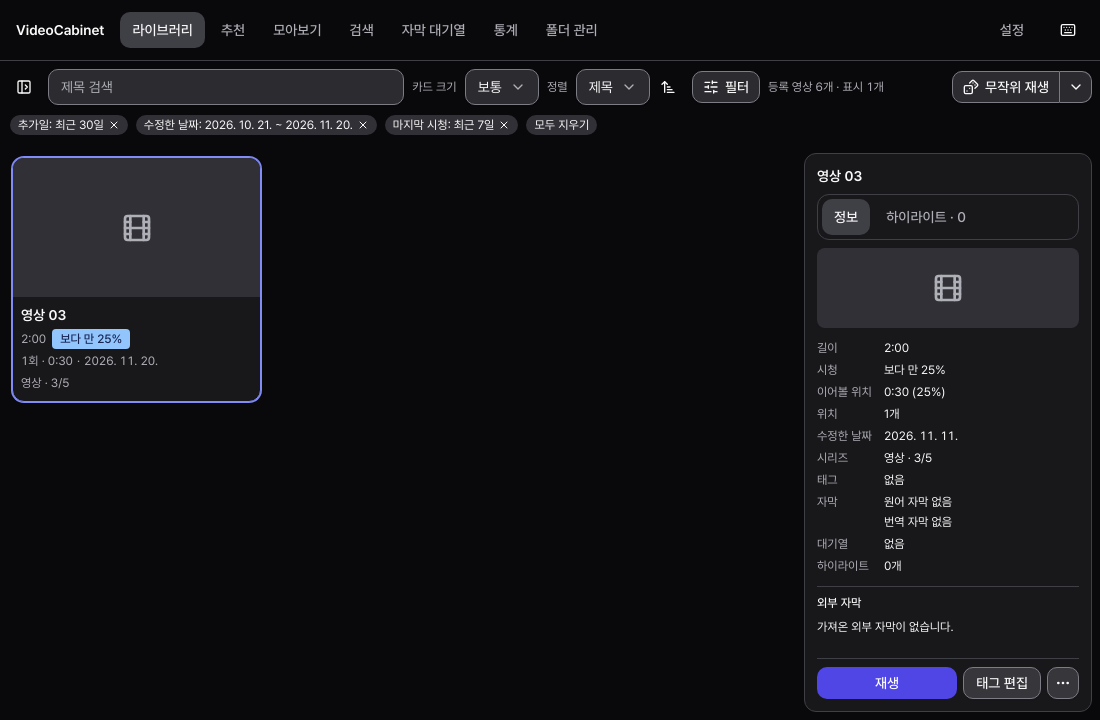 VideoCabinet 라이브러리 추천 모아보기 검색 자막 대기열 통계 폴더 관리 설정
제목 검색 카드 크기 보통 정렬 제목 필터 등록 영상 6개 · 표시 1개 무작위 재생
추가일: 최근 30일 수정한 날짜: 2026. 10. 21. ~ 2026. 11. 20. 마지막 시청: 최근 7일 모두 지우기
영상 03
2:00 보다 만 25%
1회 · 0:30 · 2026. 11. 20.
영상 · 3/5
영상 03
정보 하이라이트 · 0
길이 2:00
시청 보다 만 25%
이어볼 위치 0:30 (25%)
위치 1개
수정한 날짜 2026. 11. 11.
시리즈 영상 · 3/5
태그 없음
자막 원어 자막 없음
번역 자막 없음
대기열 없음
하이라이트 0개
외부 자막
가져온 외부 자막이 없습니다.
재생 태그 편집